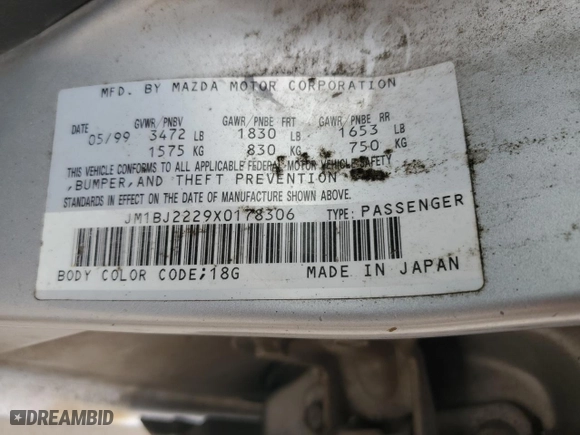 MFD. BY MAZDA MOTOR CORPORATION
GVWR/PNBV GAWR/PNBE FRT GAWR/PNBE RR
DATE 05/99 3472 LB 1830 LB 1653 LB
1575 KG 830 KG 750 KG
THIS VEHICLE CONFORMS TO ALL APPLICABLE FEDERAL MOTOR VEHICLE SAFETY
,BUMPER,AND THEFT PREVENTION
STANDARDS IN EFFECT ON THE DATE OF MANUFACTURE SHOWN ABOVE.
JM1BJ2229X0178306 TYPE: PASSENGER
BODY COLOR CODE;18G MADE IN JAPAN
DREAMBID